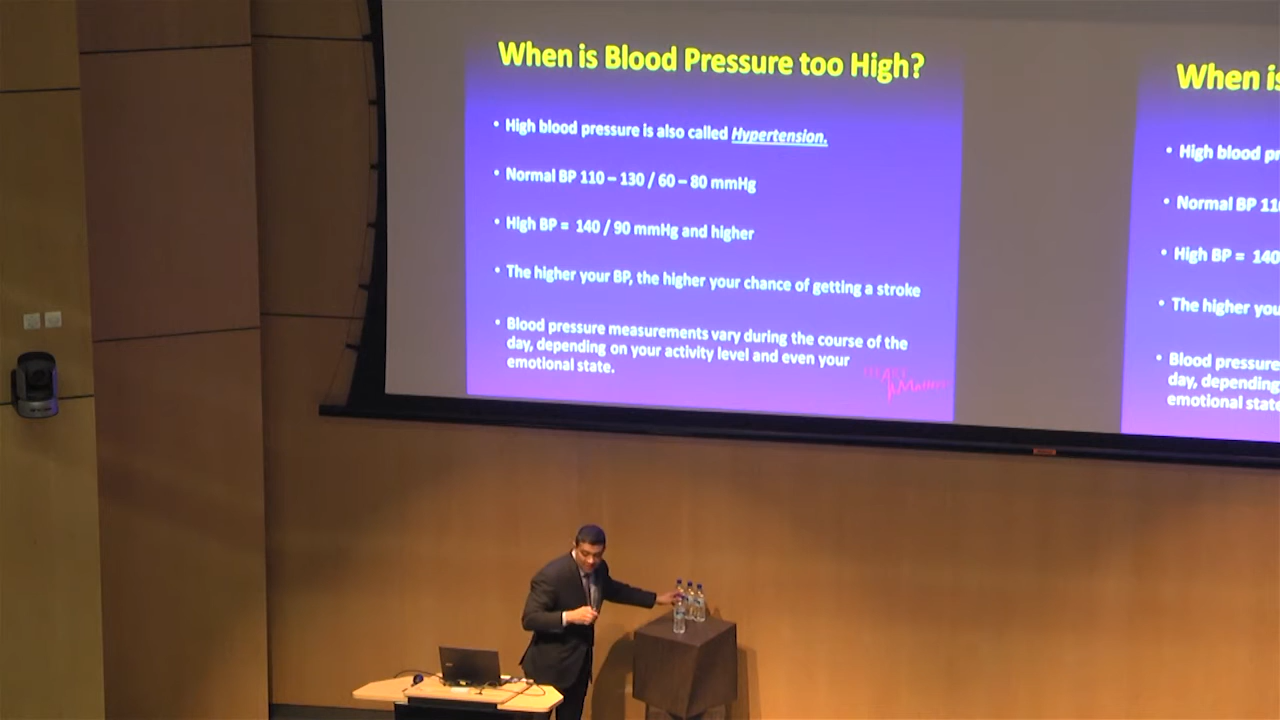 When is Blood Pressure too High?
• High blood pressure is also called Hypertension.
• Normal BP 110 – 130 / 60 – 80 mmHg
• High BP = 140 / 90 mmHg and higher
• The higher your BP, the higher your chance of getting a stroke
• Blood pressure measurements vary during the course of the
day, depending on your activity level and even your
emotional state.
When is
• High blood pr
• Normal BP 110
• High BP = 140
• The higher you
• Blood pressure
day, depending
emotional state